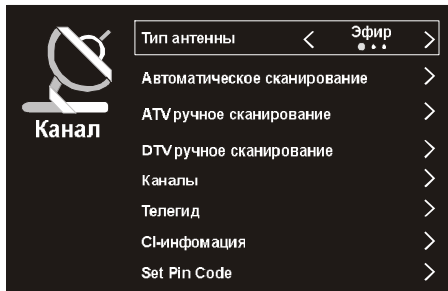 Канал
Тип антенны < Эфир >
Автоматическое сканирование >
ATV ручное сканирование >
DTV ручное сканирование >
Каналы >
Телегид >
CI-инфомация >
Set Pin Code >